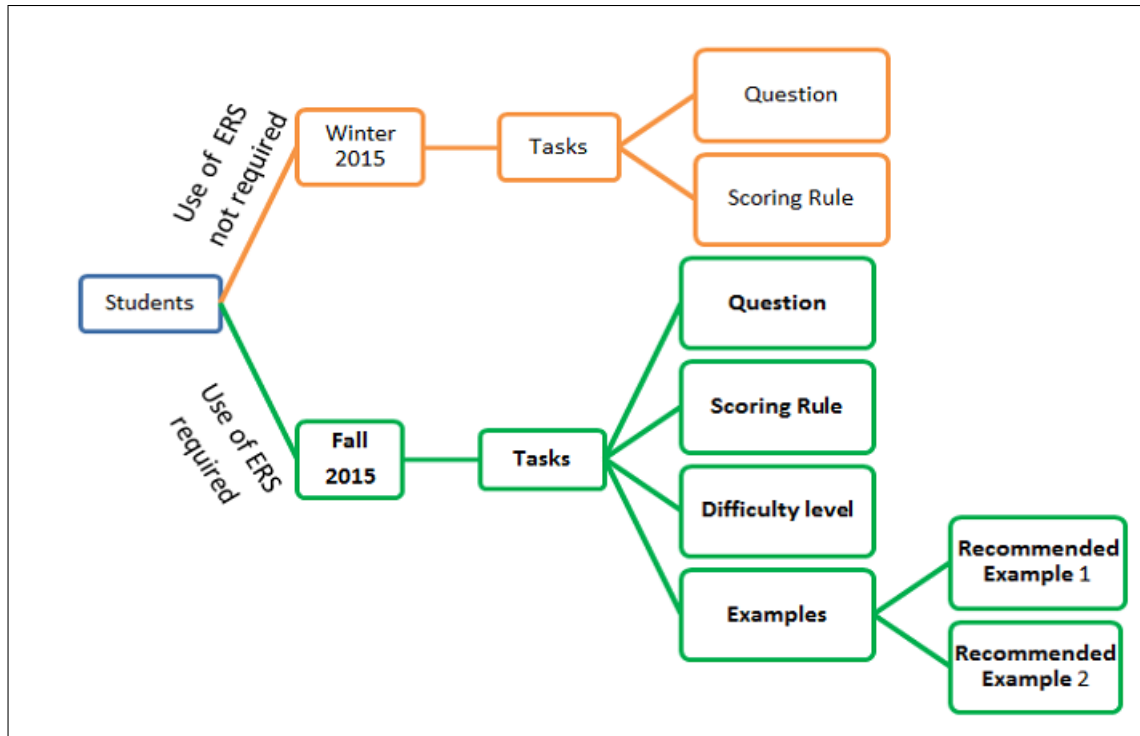 Use of ERS
not required
Winter
2015
Tasks
Question
Scoring Rule
Students
Use of ERS
required
Fall
2015
Tasks
Question
Scoring Rule
Difficulty level
Examples
Recommended
Example 1
Recommended
Example 2